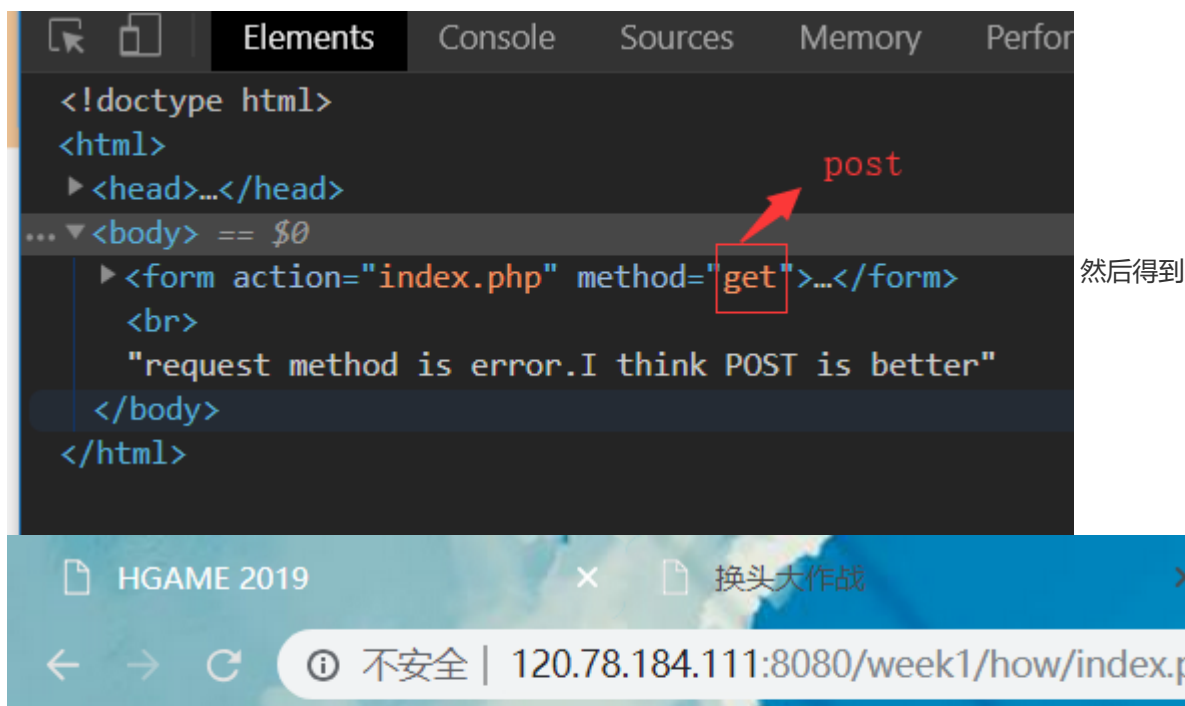 Elements Console Sources Memory Perfor
<!doctype html>
<html>
<head>…</head>
post
... <body> == $0
<form action="index.php" method="get">…</form>
然后得到
<br>
"request method is error.I think POST is better"
</body>
</html>
HGAME 2019 × 换头大作战 ×
不安全 | 120.78.184.111:8080/week1/how/index.p